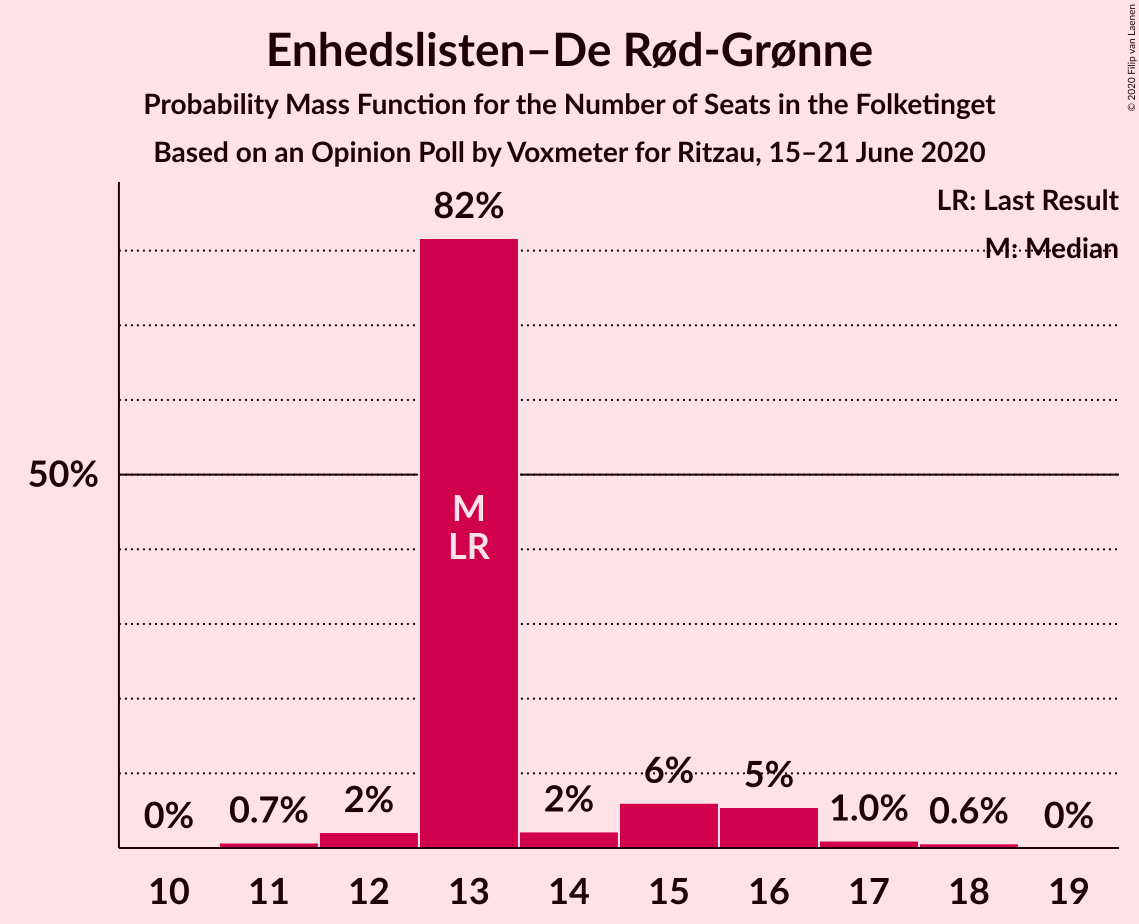 Enhedslisten–De Rød-Grønne
Probability Mass Function for the Number of Seats in the Folketinget
Based on an Opinion Poll by Voxmeter for Ritzau, 15–21 June 2020
© 2020 Filip van Laenen
LR: Last Result
M: Median
82%
50%
M
LR
0%
0.7%
2%
2%
6%
5%
1.0%
0.6%
0%
10 11 12 13 14 15 16 17 18 19